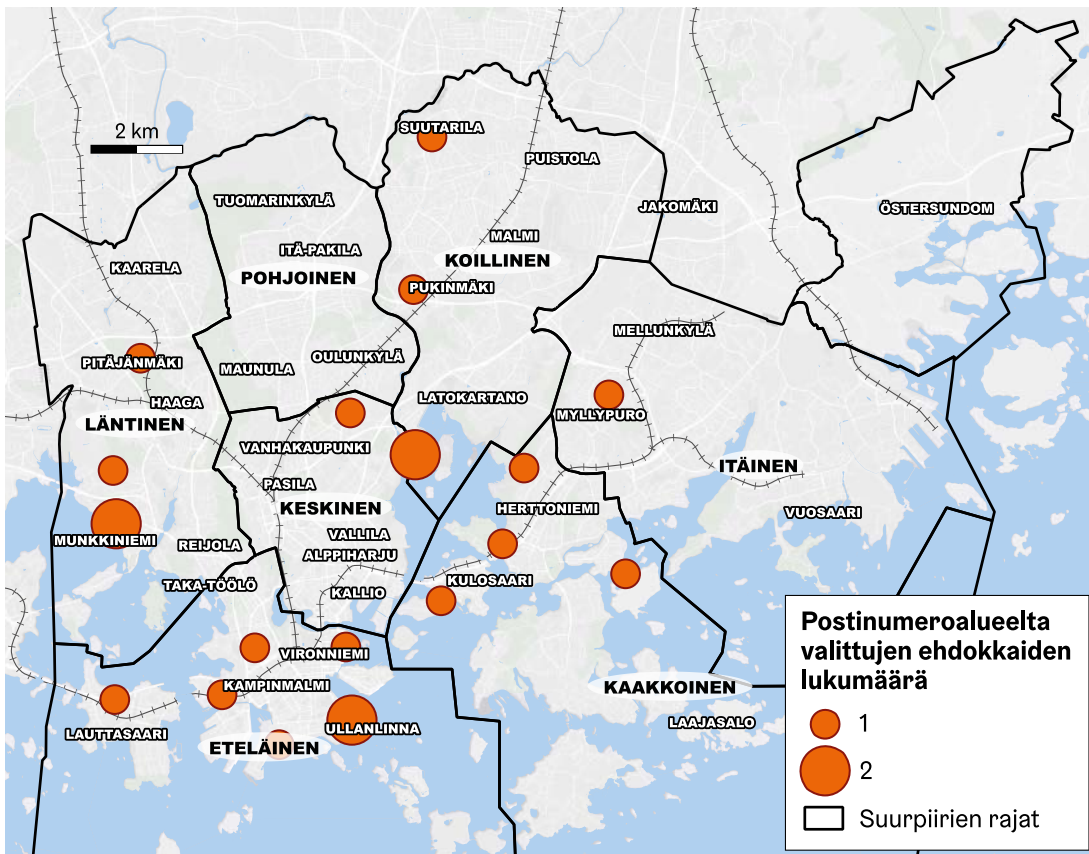 SUUTARILA
2 km
PUISTOLA
TUOMARINKYLÄ
JAKOMÄKI
ÖSTERSUNDOM
MALMI
ITÄ-PAKILA
KOILLINEN
KAARELA
POHJOINEN
PUKINMÄKI
MELLUNKYLÄ
OULUNKYLÄ
PITÄJÄNMÄKI
MAUNULA
LATOKARTANO
HAAGA
MYLLYPURO
LÄNTINEN
VANHAKAUPUNKI
ITÄINEN
PASILA
KESKINEN
HERTTONIEMI
VUOSAARI
VALLILA
MUNKKINIEMI
REIJOLA
ALPPIHARJU
TAKA-TÖÖLÖ
KULOSAARI
KALLIO
VIRONNIEMI
KAMPINMALMI
KAAKKOINEN
LAAJASALO
ULLANLINNA
LAUTTASAARI
ETELÄINEN
Postinumeroalueelta
valittujen ehdokkaiden
lukumäärä
1
2
Suurpiirien rajat